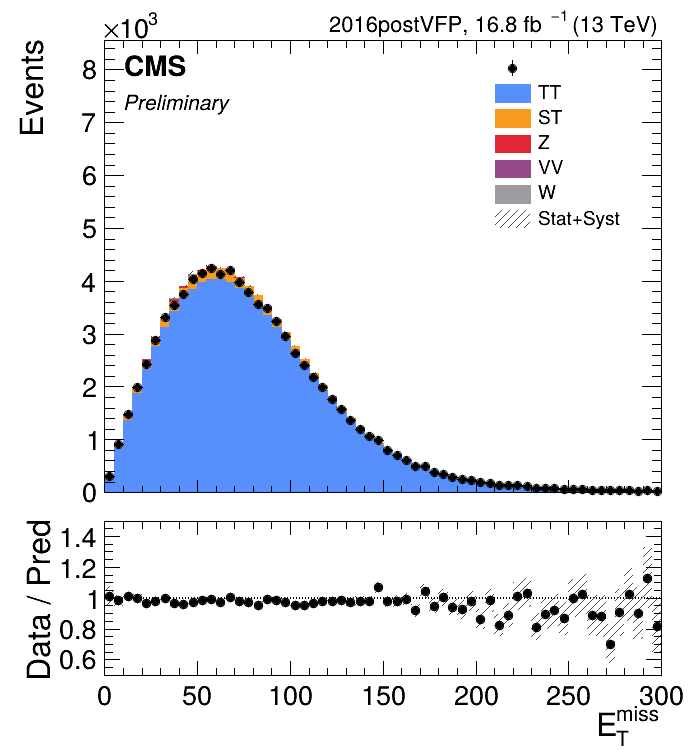 ×10³
2016postVFP, 16.8 fb ⁻¹ (13 TeV)
Events
CMS
Preliminary
TT
ST
Z
VV
W
Stat+Syst
8
7
6
5
4
3
2
1
0
Data / Pred
1.4
1.2
1
0.8
0.6
0 50 100 150 200 250 300
E_T^miss